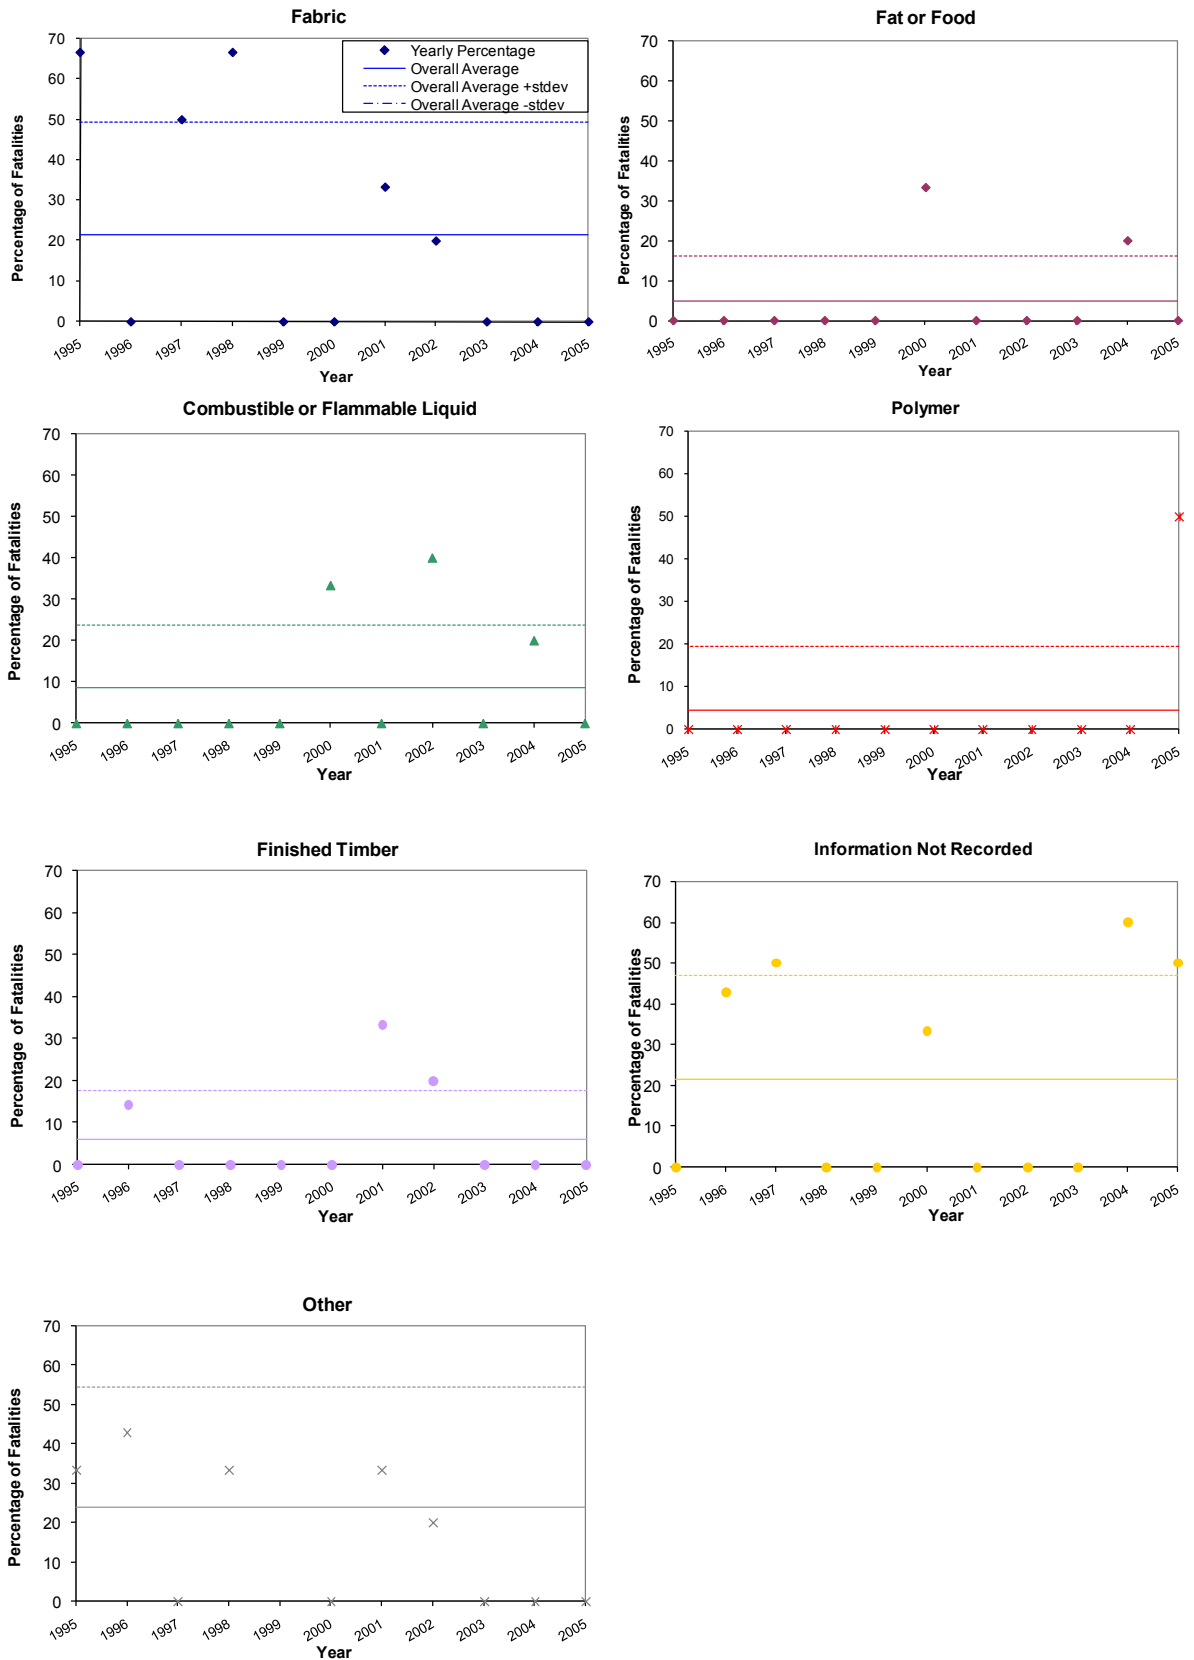 Fabric
Percentage of Fatalities
70
60
50
40
30
20
10
0
Yearly Percentage
Overall Average
Overall Average +stdev
Overall Average -stdev
1995 1996 1997 1998 1999 2000 2001 2002 2003 2004 2005
Year
Fat or Food
Percentage of Fatalities
70
60
50
40
30
20
10
0
1995 1996 1997 1998 1999 2000 2001 2002 2003 2004 2005
Year
Combustible or Flammable Liquid
Percentage of Fatalities
70
60
50
40
30
20
10
0
1995 1996 1997 1998 1999 2000 2001 2002 2003 2004 2005
Year
Polymer
Percentage of Fatalities
70
60
50
40
30
20
10
0
1995 1996 1997 1998 1999 2000 2001 2002 2003 2004 2005
Year
Finished Timber
Percentage of Fatalities
70
60
50
40
30
20
10
0
1995 1996 1997 1998 1999 2000 2001 2002 2003 2004 2005
Year
Information Not Recorded
Percentage of Fatalities
70
60
50
40
30
20
10
0
1995 1996 1997 1998 1999 2000 2001 2002 2003 2004 2005
Year
Other
Percentage of Fatalities
70
60
50
40
30
20
10
0
1995 1996 1997 1998 1999 2000 2001 2002 2003 2004 2005
Year